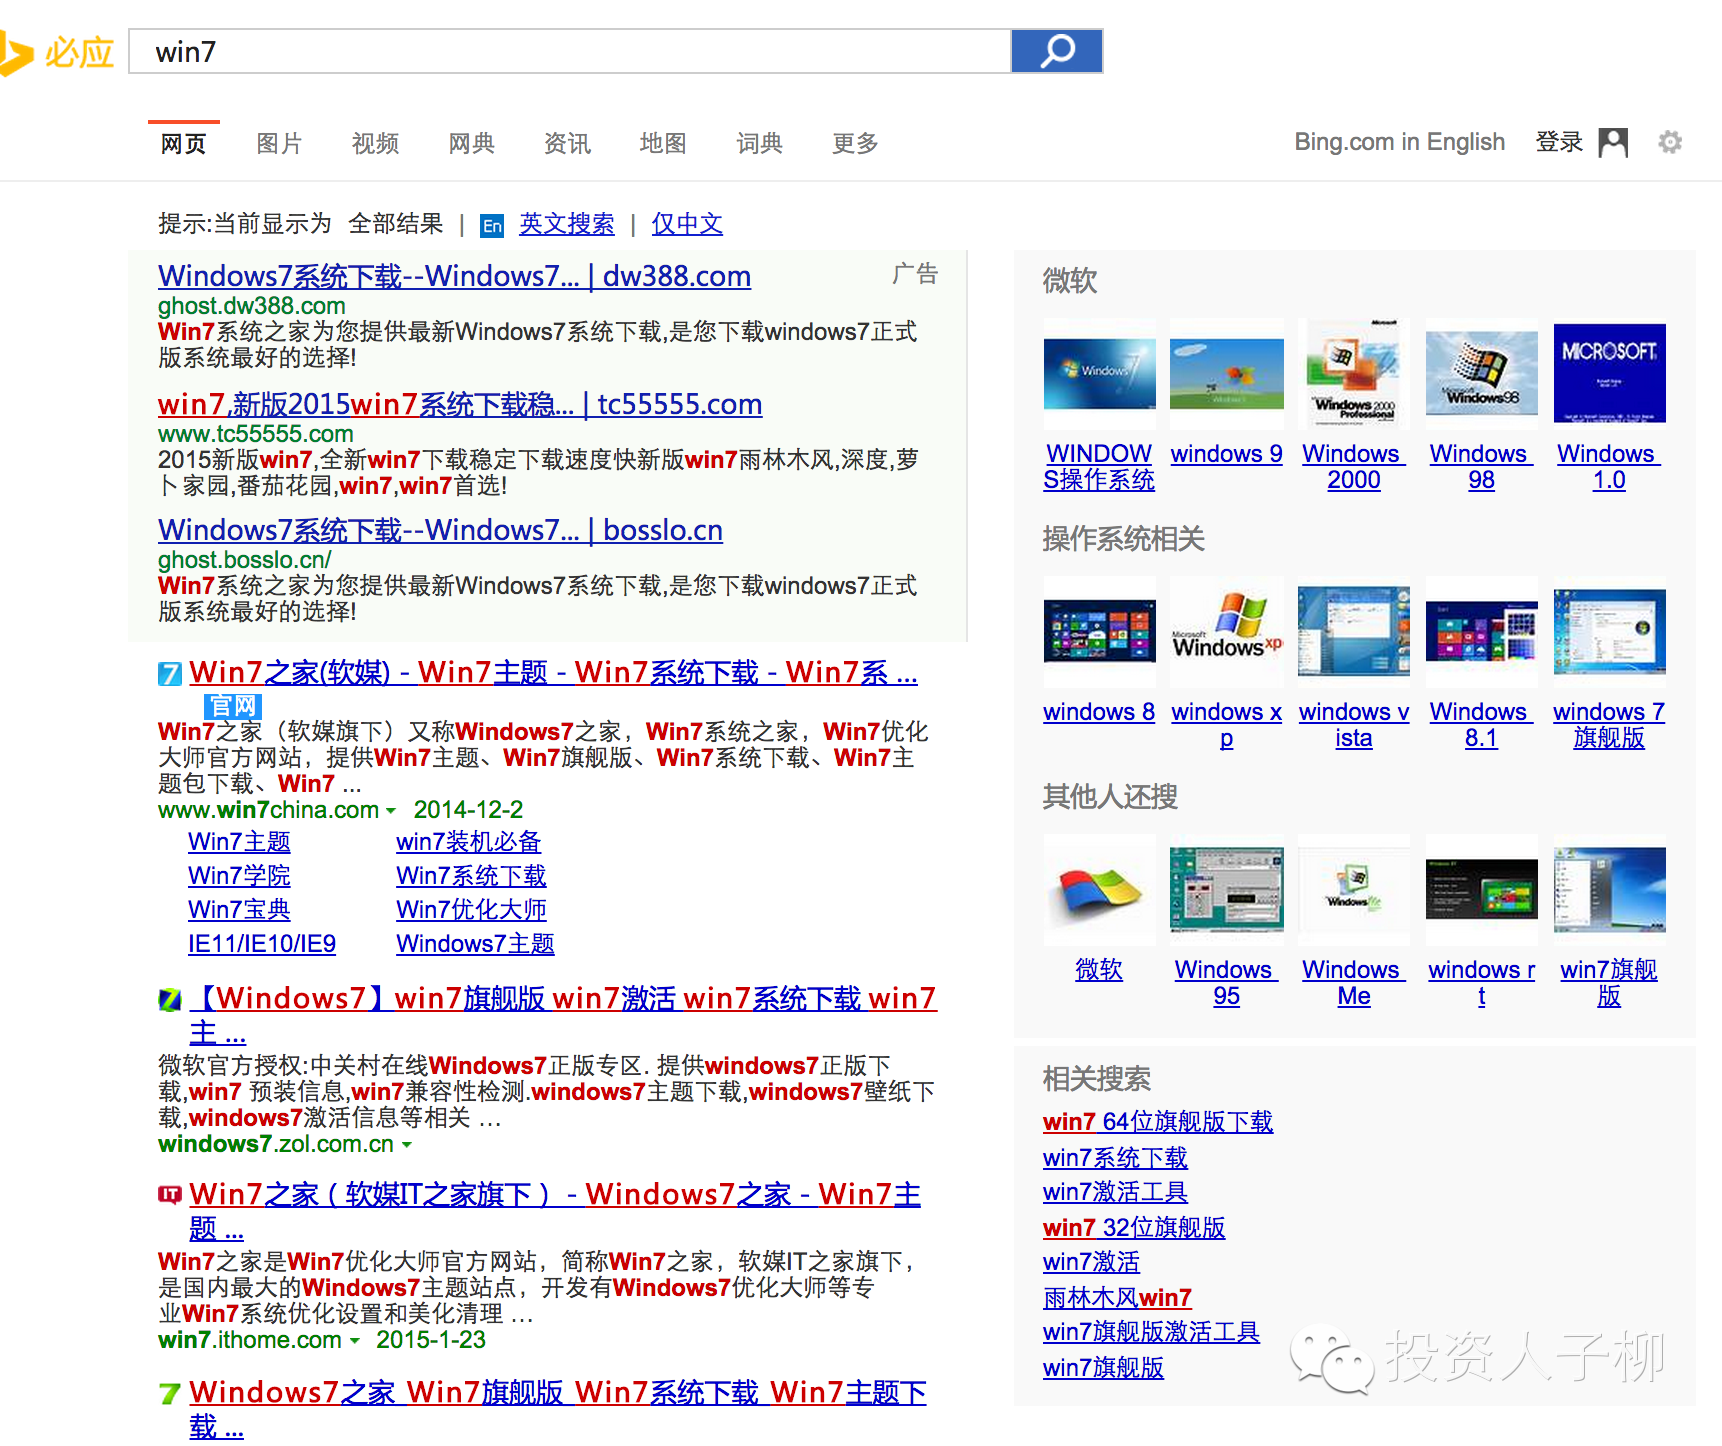 必应
win7
网页 图片 视频 网典 资讯 地图 词典 更多
Bing.com in English 登录
提示:当前显示为 全部结果 | En 英文搜索 | 仅中文
Windows7系统下载--Windows7... | dw388.com
广告
ghost.dw388.com
Win7系统之家为您提供最新Windows7系统下载,是您下载windows7正式
版系统最好的选择!
win7,新版2015win7系统下载稳... | tc55555.com
www.tc55555.com
2015新版win7,全新win7下载稳定下载速度快新版win7雨林木风,深度,萝
卜家园,番茄花园,win7,win7首选!
Windows7系统下载--Windows7... | bosslo.cn
ghost.bosslo.cn/
Win7系统之家为您提供最新Windows7系统下载,是您下载windows7正式
版系统最好的选择!
7 Win7之家(软媒) - Win7主题 - Win7系统下载 - Win7系 ...
官网
Win7之家（软媒旗下）又称Windows7之家，Win7系统之家，Win7优化
大师官方网站，提供Win7主题、Win7旗舰版、Win7系统下载、Win7主
题包下载、Win7 ...
www.win7china.com 2014-12-2
Win7主题 win7装机必备
Win7学院 Win7系统下载
Win7宝典 Win7优化大师
IE11/IE10/IE9 Windows7主题
Z 【Windows7】win7旗舰版 win7激活 win7系统下载 win7
主 ...
微软官方授权:中关村在线Windows7正版专区. 提供windows7正版下
载,win7 预装信息,win7兼容性检测.windows7主题下载,windows7壁纸下
载,windows7激活信息等相关 …
windows7.zol.com.cn
IT Win7之家（软媒IT之家旗下） - Windows7之家 - Win7主
题 ...
Win7之家是Win7优化大师官方网站，简称Win7之家，软媒IT之家旗下，
是国内最大的Windows7主题站点，开发有Windows7优化大师等专
业Win7系统优化设置和美化清理 …
win7.ithome.com 2015-1-23
7 Windows7之家_Win7旗舰版_Win7系统下载_Win7主题下
载 ...
微软
Windows 7
Microsoft
Windows 2000
Professional
Microsoft
Windows98
MICROSOFT
WINDOW
S操作系统
windows 9
Windows
2000
Windows
98
Windows
1.0
操作系统相关
Microsoft
Windows xp
windows 8
windows x
p
windows v
ista
Windows
8.1
windows 7
旗舰版
其他人还搜
Windows Me
微软
Windows
95
Windows
Me
windows r
t
win7旗舰
版
相关搜索
win7 64位旗舰版下载
win7系统下载
win7激活工具
win7 32位旗舰版
win7激活
雨林木风win7
win7旗舰版激活工具
win7旗舰版
投资人子柳